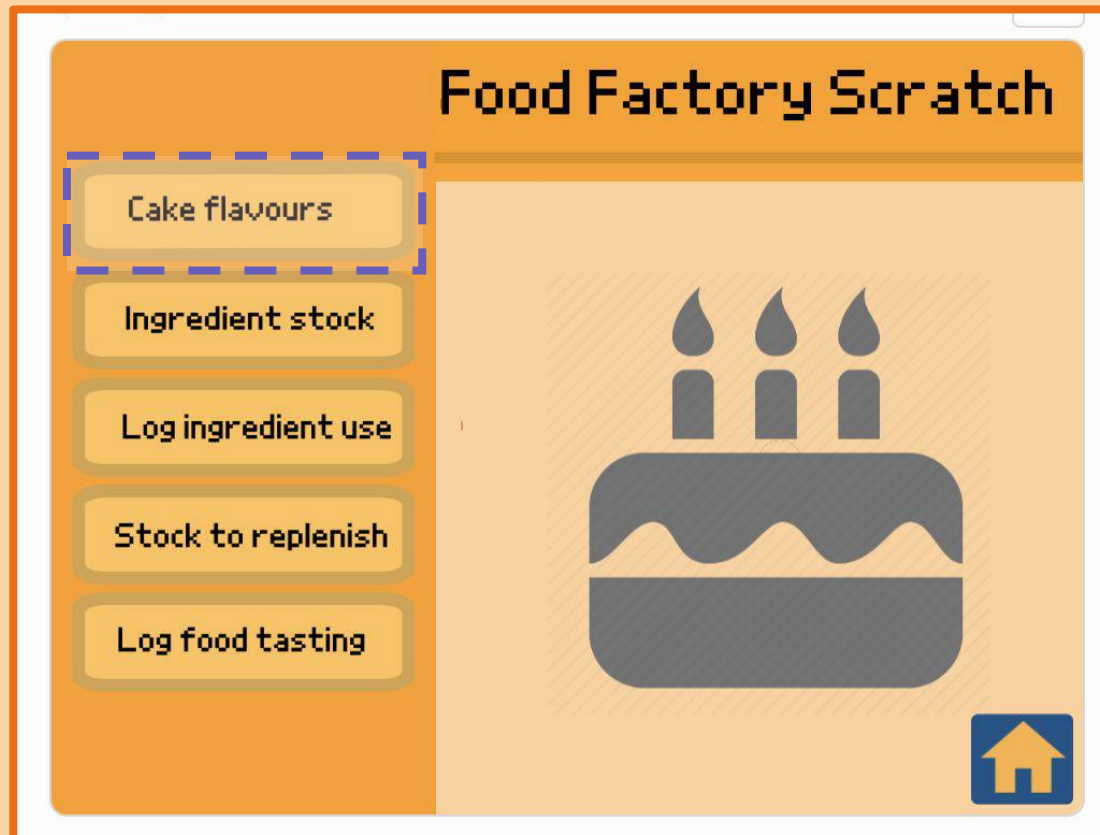 Food Factory Scratch
Cake flavours
Ingredient stock
Log ingredient use
Stock to replenish
Log food tasting